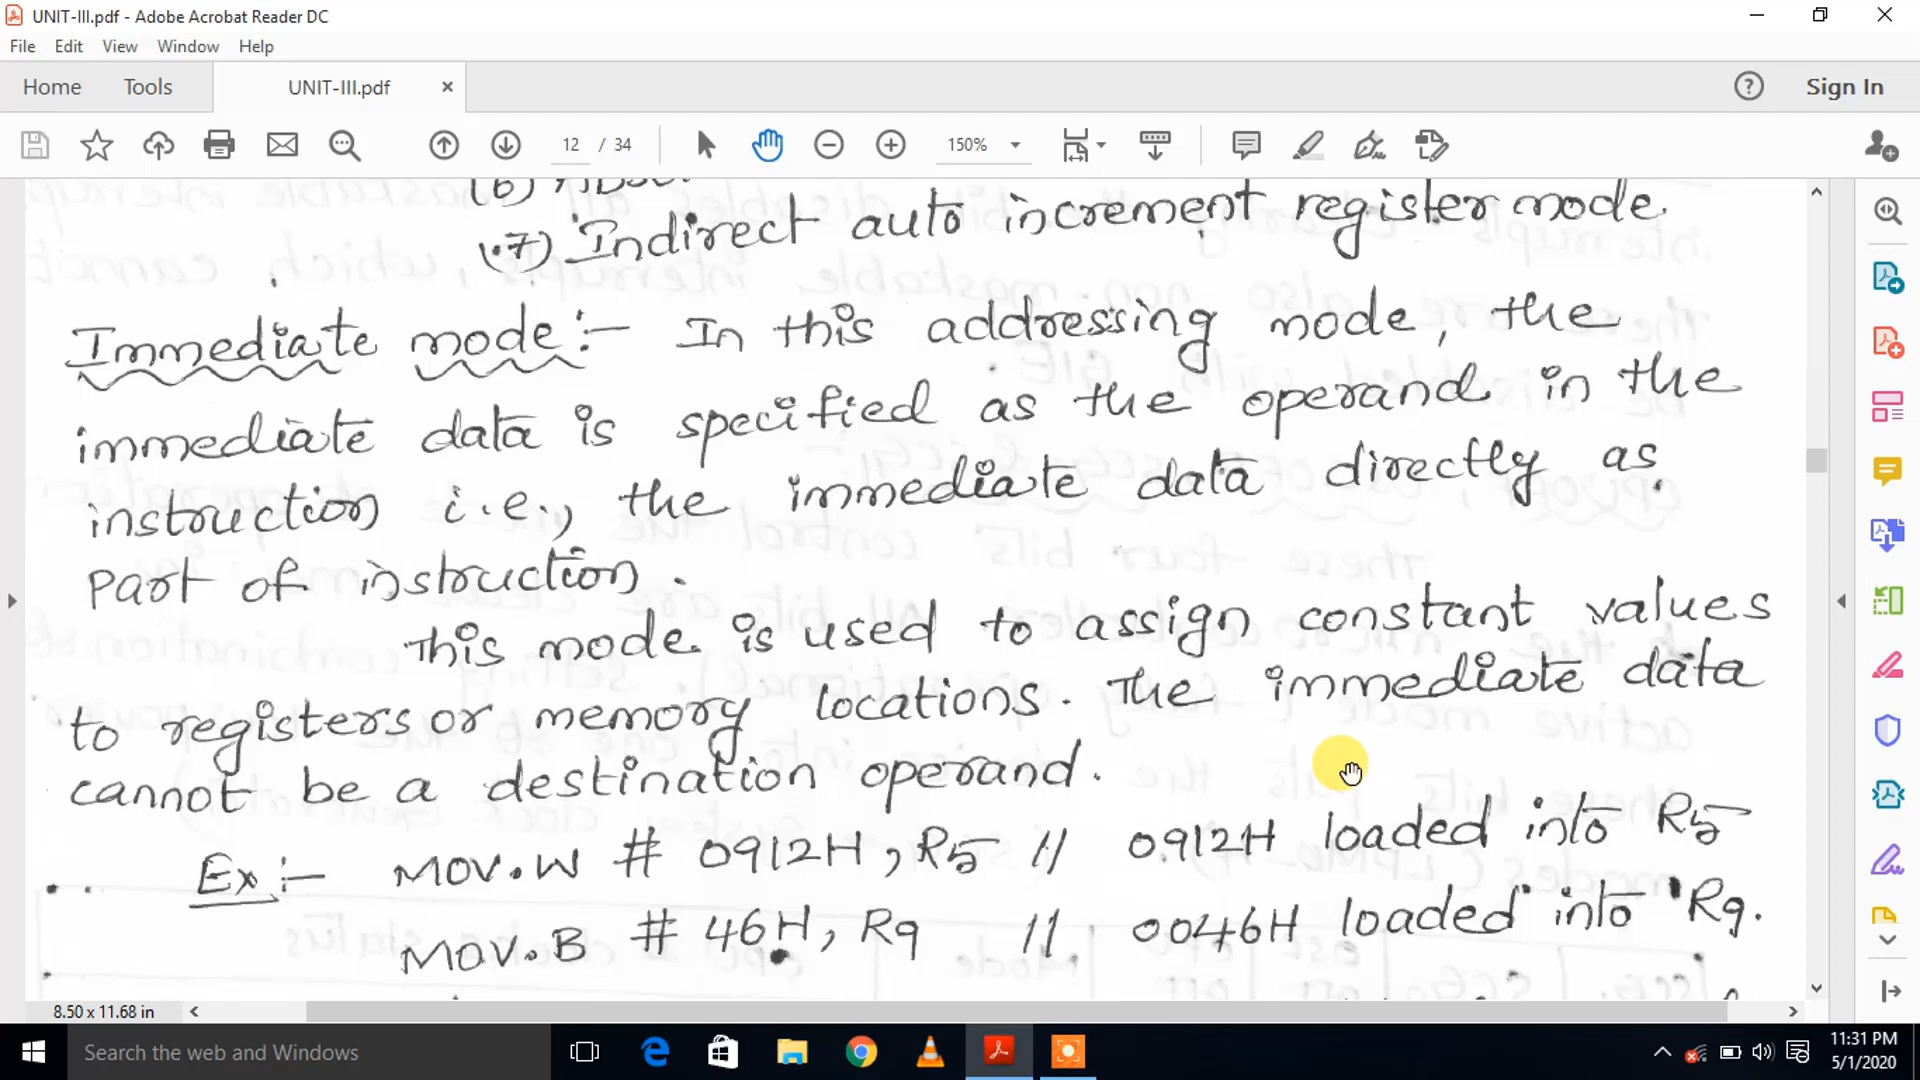 UNIT-III.pdf - Adobe Acrobat Reader DC
File Edit View Window Help
Home Tools UNIT-III.pdf × Sign In
12 / 34 150%
(7) Indirect auto increment register mode.
Immediate mode :- In this addressing mode, the
immediate data is specified as the operand in the
instruction i.e., the immediate data directly as
part of instruction.
This mode is used to assign constant values
to registers or memory locations. The immediate data
cannot be a destination operand.
Ex :- MOV.W # 0912H, R5 // 0912H loaded into R5
MOV.B # 46H, R9 // 0046H loaded into R9.
8.50 x 11.68 in
Search the web and Windows
11:31 PM
5/1/2020